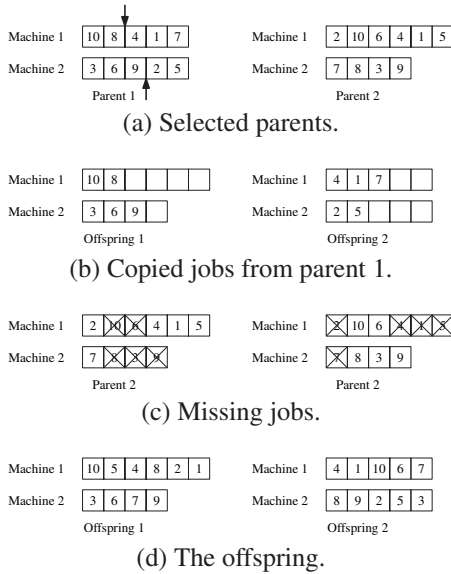 Machine 1 10 8 4 1 7 2 10 6 4 1 5
Machine 2 3 6 9 2 5 7 8 3 9
Parent 1 Parent 2
(a) Selected parents.
Machine 1 10 8 Machine 1 4 1 7
Machine 2 3 6 9 Machine 2 2 5
Offspring 1 Offspring 2
(b) Copied jobs from parent 1.
Machine 1 2 10 6 4 1 5 Machine 1 2 10 6 4 1 5
Machine 2 7 8 3 9 Machine 2 7 8 3 9
Parent 2 Parent 2
(c) Missing jobs.
Machine 1 10 5 4 8 2 1 Machine 1 4 1 10 6 7
Machine 2 3 6 7 9 Machine 2 8 9 2 5 3
Offspring 1 Offspring 2
(d) The offspring.